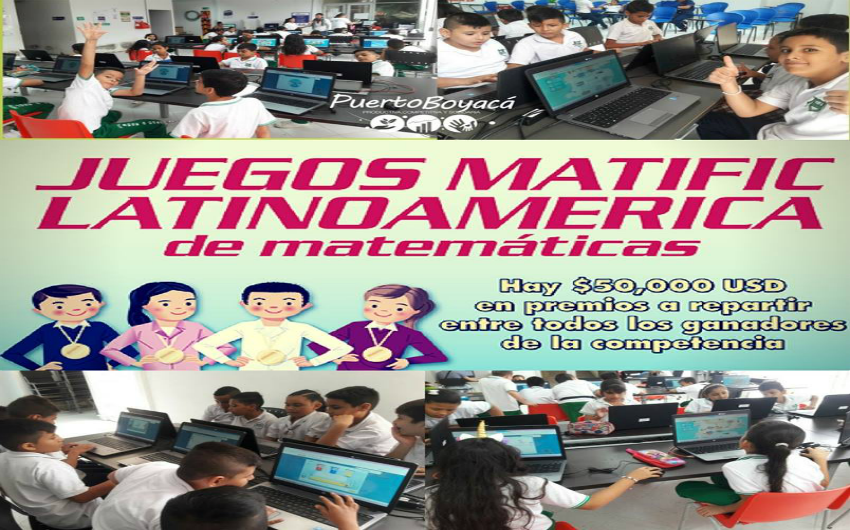 PuertoBoyacá
JUEGOS MATIFIC
LATINOAMERICA
de matemáticas
Hay $50,000 USD
en premios a repartir
entre todos los ganadores
de la competencia